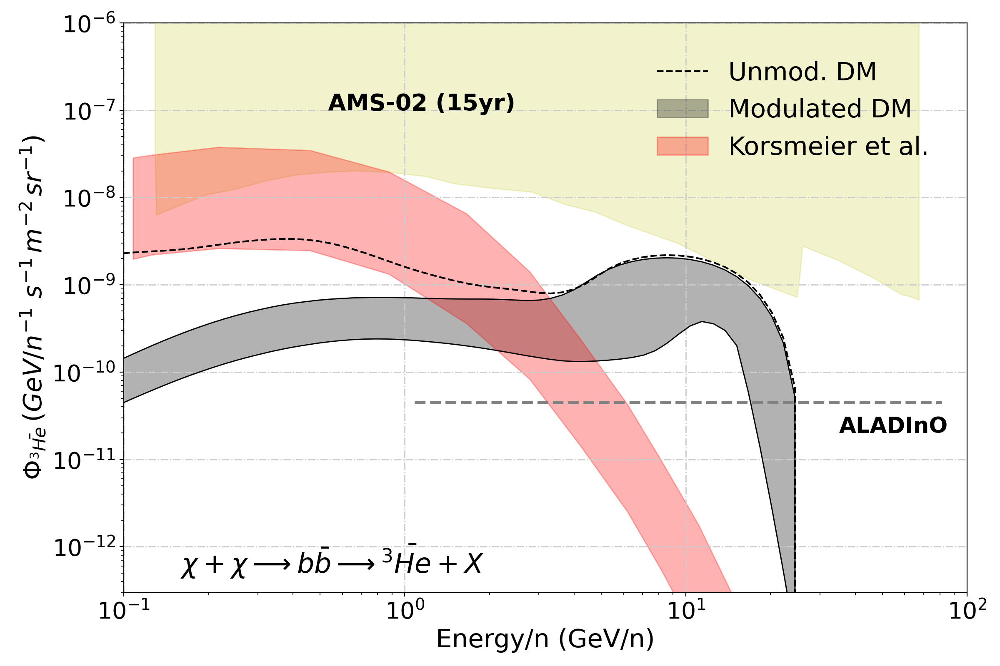 10⁻⁶
10⁻⁷
10⁻⁸
10⁻⁹
10⁻¹⁰
10⁻¹¹
10⁻¹²
Φ_{³H̄e} (GeV/n⁻¹ s⁻¹ m⁻² sr⁻¹)
AMS-02 (15yr)
Unmod. DM
Modulated DM
Korsmeier et al.
ALADInO
χ + χ ⟶ bb̄ ⟶ ³H̄e + X
10⁻¹ 10⁰ 10¹ 10²
Energy/n (GeV/n)